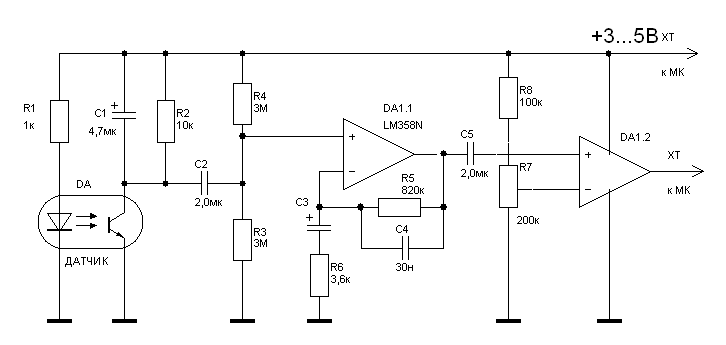 +3...5В ХТ
к МК
R1
1к
C1
+
4,7мк
R2
10к
R4
3М
DA1.1
LM358N
+
−
C5
2,0мк
R8
100к
DA1.2
+
−
ХТ
к МК
C2
2,0мк
DA
R5
820к
R7
200к
C3
+
C4
30н
R3
3М
R6
3,6к
ДАТЧИК